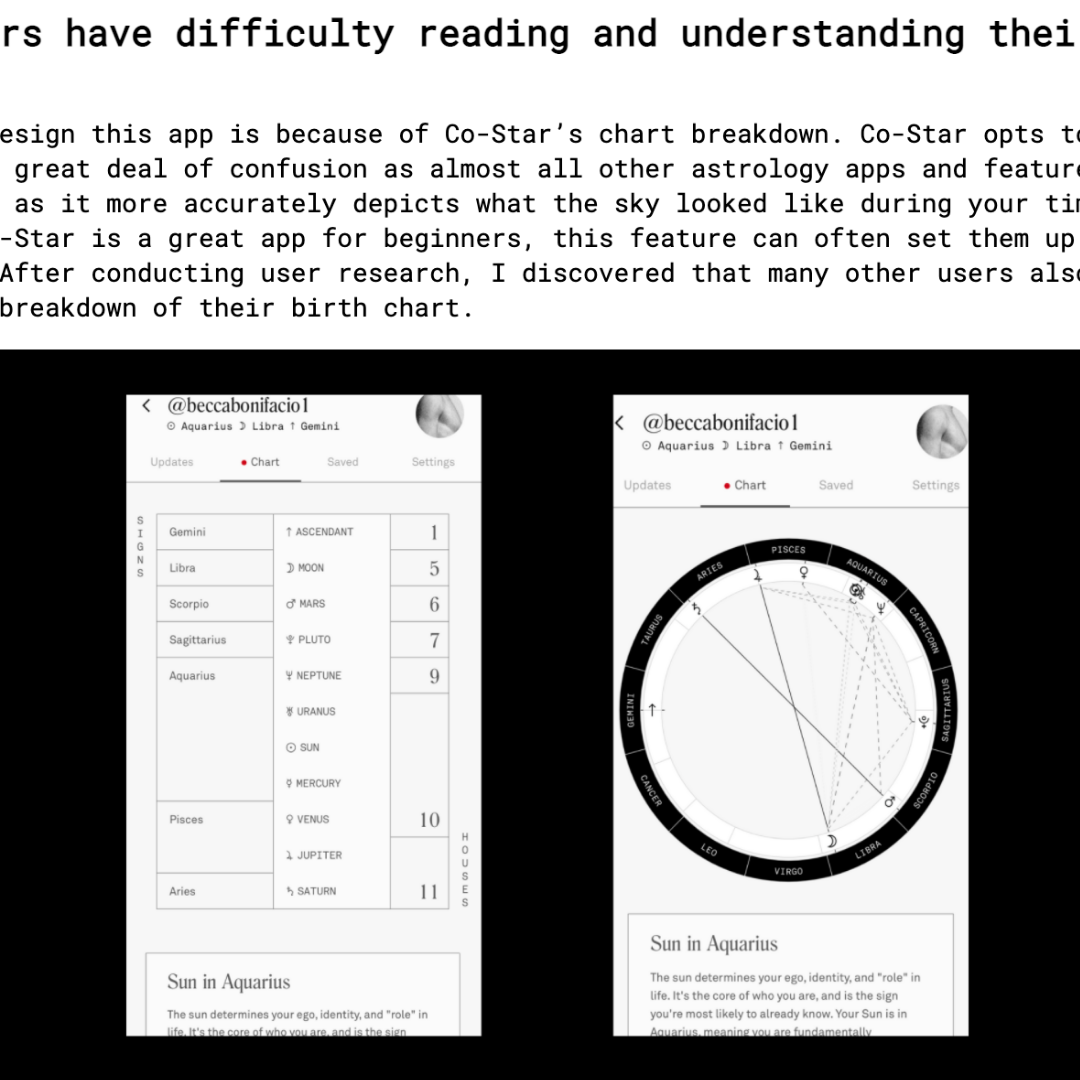 rs have difficulty reading and understanding thei
esign this app is because of Co-Star’s chart breakdown. Co-Star opts to
great deal of confusion as almost all other astrology apps and feature
as it more accurately depicts what the sky looked like during your tim
-Star is a great app for beginners, this feature can often set them up
After conducting user research, I discovered that many other users also
breakdown of their birth chart.
@beccabonifacio1
☉ Aquarius ☽ Libra ↑ Gemini
Updates • Chart Saved Settings
SIGNS
Gemini ↑ ASCENDANT 1
Libra ☽ MOON 5
Scorpio ♂ MARS 6
Sagittarius ♆ PLUTO 7
Aquarius ♆ NEPTUNE 9
♅ URANUS
☉ SUN
☿ MERCURY
Pisces ♀ VENUS 10
♃ JUPITER
Aries ♄ SATURN 11
HOUSES
Sun in Aquarius
The sun determines your ego, identity, and "role" in
life. It's the core of who you are, and is the sign
@beccabonifacio1
☉ Aquarius ☽ Libra ↑ Gemini
Updates • Chart Saved Settings
PISCES
AQUARIUS
CAPRICORN
SAGITTARIUS
SCORPIO
LIBRA
VIRGO
LEO
CANCER
GEMINI
TAURUS
ARIES
Sun in Aquarius
The sun determines your ego, identity, and "role" in
life. It's the core of who you are, and is the sign
you're most likely to already know. Your Sun is in
Aquarius, meaning you are fundamentally